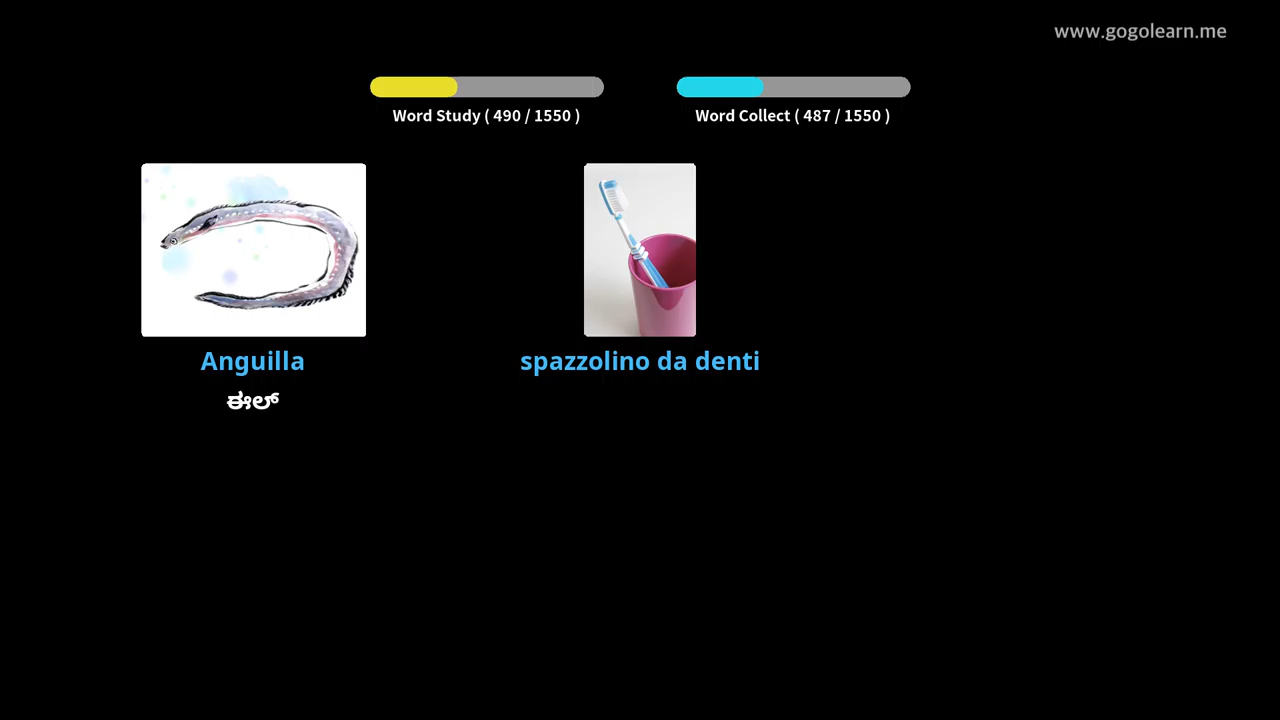 www.gogolearn.me
Word Study ( 490 / 1550 )
Word Collect ( 487 / 1550 )
Anguilla
spazzolino da denti
ಈಲ್